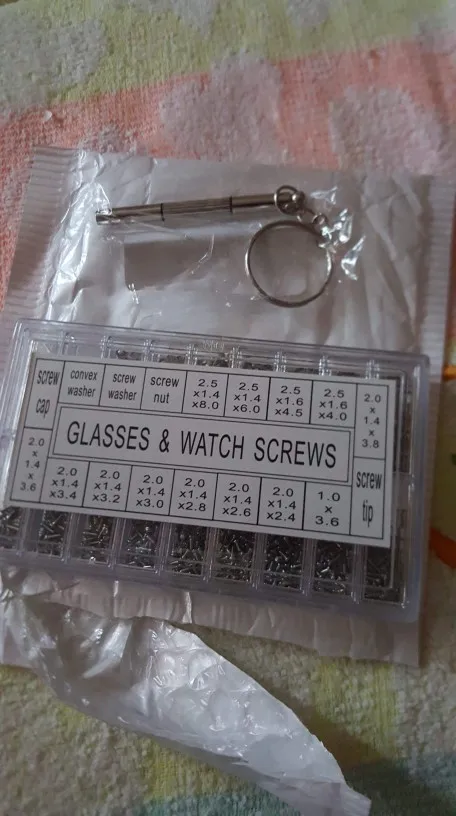 screw
cap
convex
washer
screw
washer
screw
nut
2.5
x1.4
x8.0
2.5
x1.4
x6.0
2.5
x1.6
x4.5
2.5
x1.6
x4.0
2.0
x
1.4
x
3.8
GLASSES & WATCH SCREWS
2.0
x
1.4
x
3.6
2.0
x1.4
x3.4
2.0
x1.4
x3.2
2.0
x1.4
x3.0
2.0
x1.4
x2.8
2.0
x1.4
x2.6
2.0
x1.4
x2.4
1.0
x
3.6
screw
tip